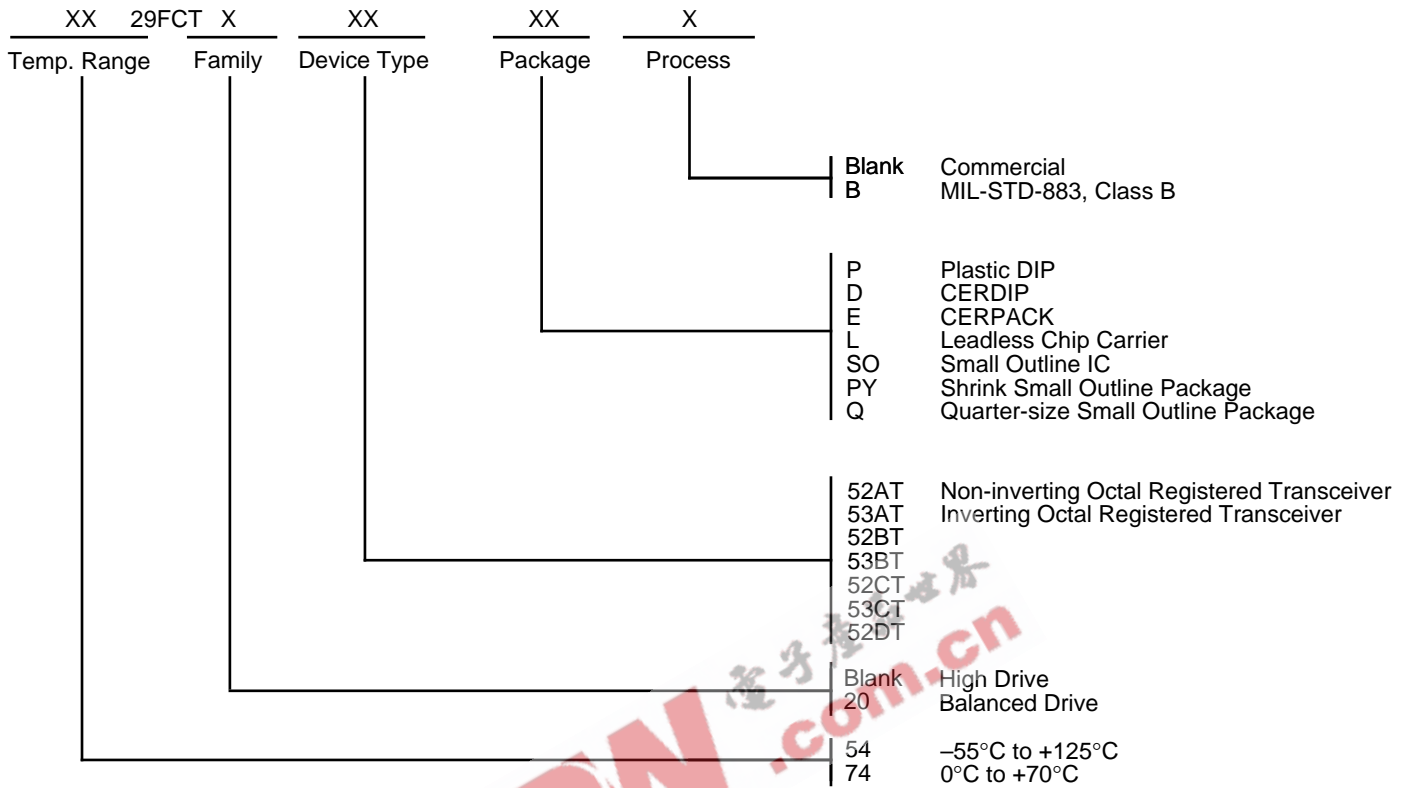 XX 29FCT X XX XX X
Temp. Range Family Device Type Package Process
Blank Commercial
B MIL-STD-883, Class B
P Plastic DIP
D CERDIP
E CERPACK
L Leadless Chip Carrier
SO Small Outline IC
PY Shrink Small Outline Package
Q Quarter-size Small Outline Package
52AT Non-inverting Octal Registered Transceiver
53AT Inverting Octal Registered Transceiver
52BT
53BT
52CT
53CT
52DT
Blank High Drive
20 Balanced Drive
54 –55°C to +125°C
74 0°C to +70°C
.com.cn